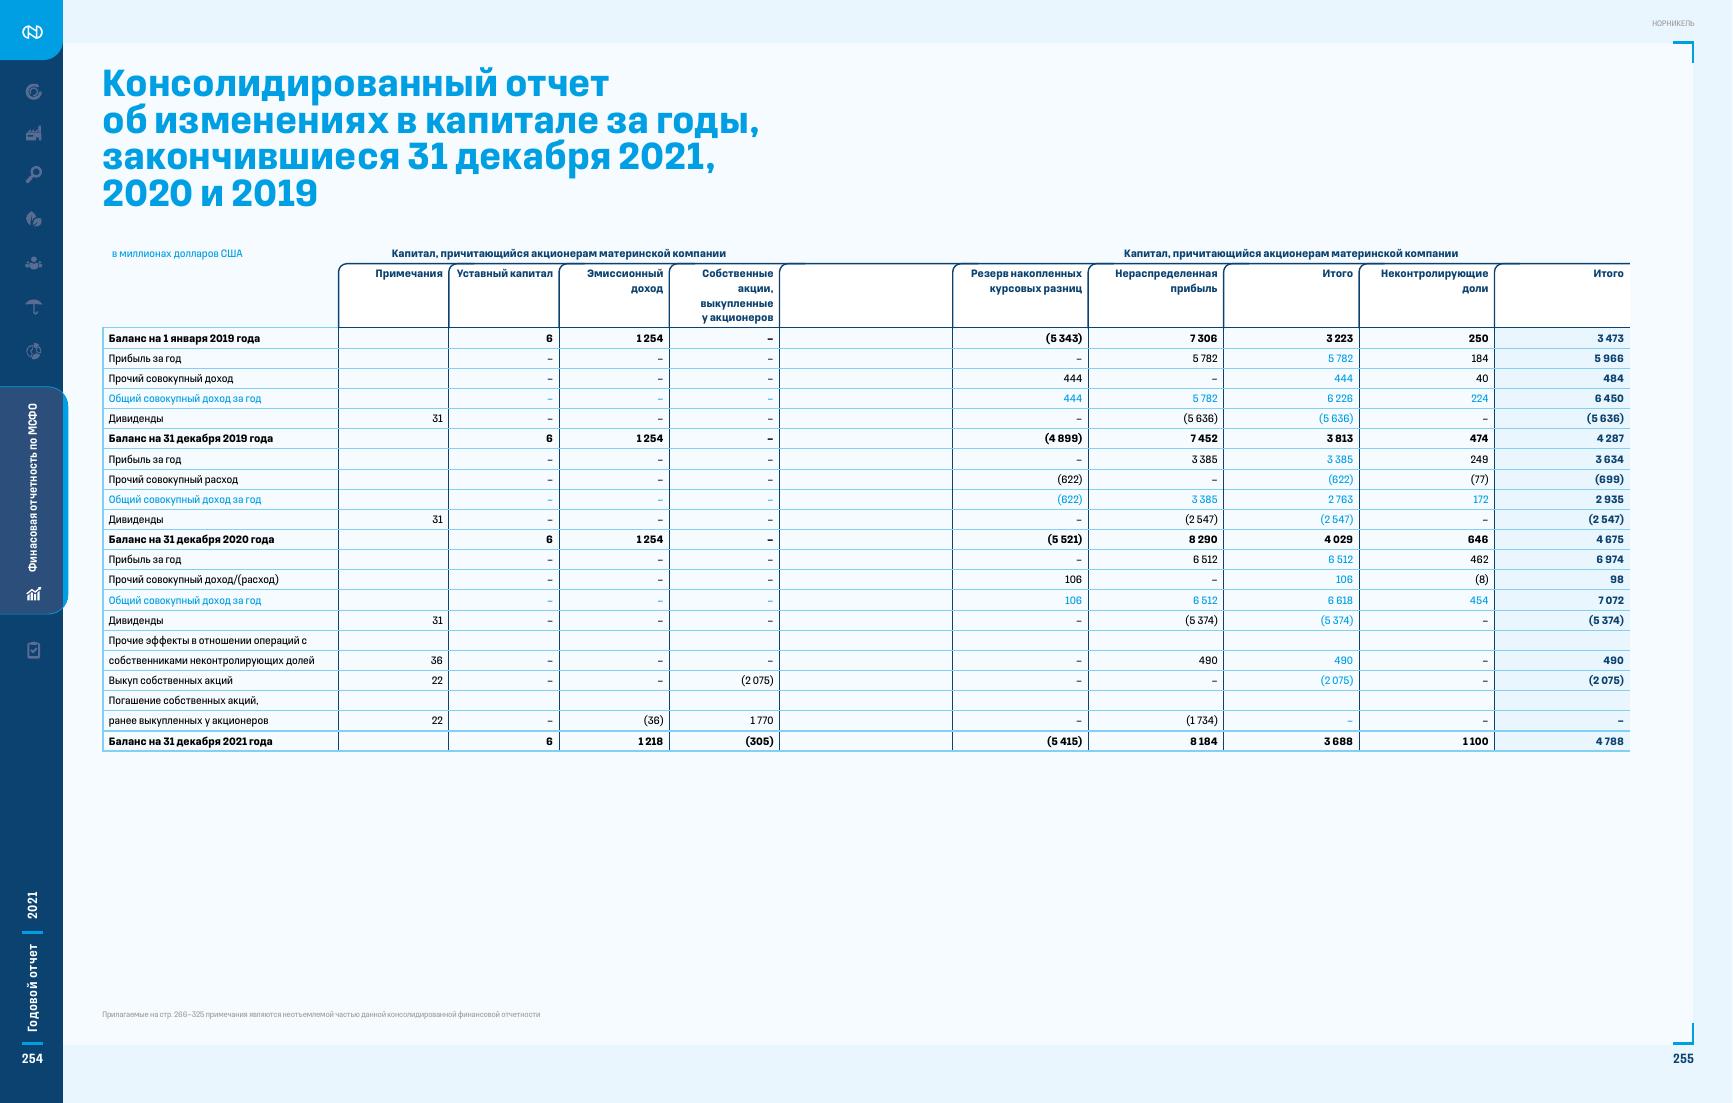 НОРНИКЕЛЬ
Консолидированный отчет
об изменениях в капитале за годы,
закончившиеся 31 декабря 2021,
2020 и 2019
в миллионах долларов США Капитал, причитающийся акционерам материнской компании Капитал, причитающийся акционерам материнской компании
Примечания Уставный капитал Эмиссионный доход Собственные акции, выкупленные у акционеров Резерв накопленных курсовых разниц Нераспределенная прибыль Итого Неконтролирующие доли Итого
Баланс на 1 января 2019 года 6 1 254 – (5 343) 7 306 3 223 250 3 473
Прибыль за год – – – – 5 782 5 782 184 5 966
Прочий совокупный доход – – – 444 – 444 40 484
Общий совокупный доход за год – – – 444 5 782 6 226 224 6 450
Дивиденды 31 – – – – (5 636) (5 636) – (5 636)
Баланс на 31 декабря 2019 года 6 1 254 – (4 899) 7 452 3 813 474 4 287
Прибыль за год – – – – 3 385 3 385 249 3 634
Прочий совокупный расход – – – (622) – (622) (77) (699)
Общий совокупный доход за год – – – (622) 3 385 2 763 172 2 935
Дивиденды 31 – – – – (2 547) (2 547) – (2 547)
Баланс на 31 декабря 2020 года 6 1 254 – (5 521) 8 290 4 029 646 4 675
Прибыль за год – – – – 6 512 6 512 462 6 974
Прочий совокупный доход/(расход) – – – 106 – 106 (8) 98
Общий совокупный доход за год – – – 106 6 512 6 618 454 7 072
Дивиденды 31 – – – – (5 374) (5 374) – (5 374)
Прочие эффекты в отношении операций с
собственниками неконтролирующих долей 36 – – – – 490 490 – 490
Выкуп собственных акций 22 – – (2 075) – – (2 075) – (2 075)
Погашение собственных акций,
ранее выкупленных у акционеров 22 – (36) 1 770 – (1 734) – – –
Баланс на 31 декабря 2021 года 6 1 218 (305) (5 415) 8 184 3 688 1 100 4 788
Прилагаемые на стр. 266–325 примечания являются неотъемлемой частью данной консолидированной финансовой отчетности
Финасовая отчетность по МСФО
Годовой отчет 2021
254
255